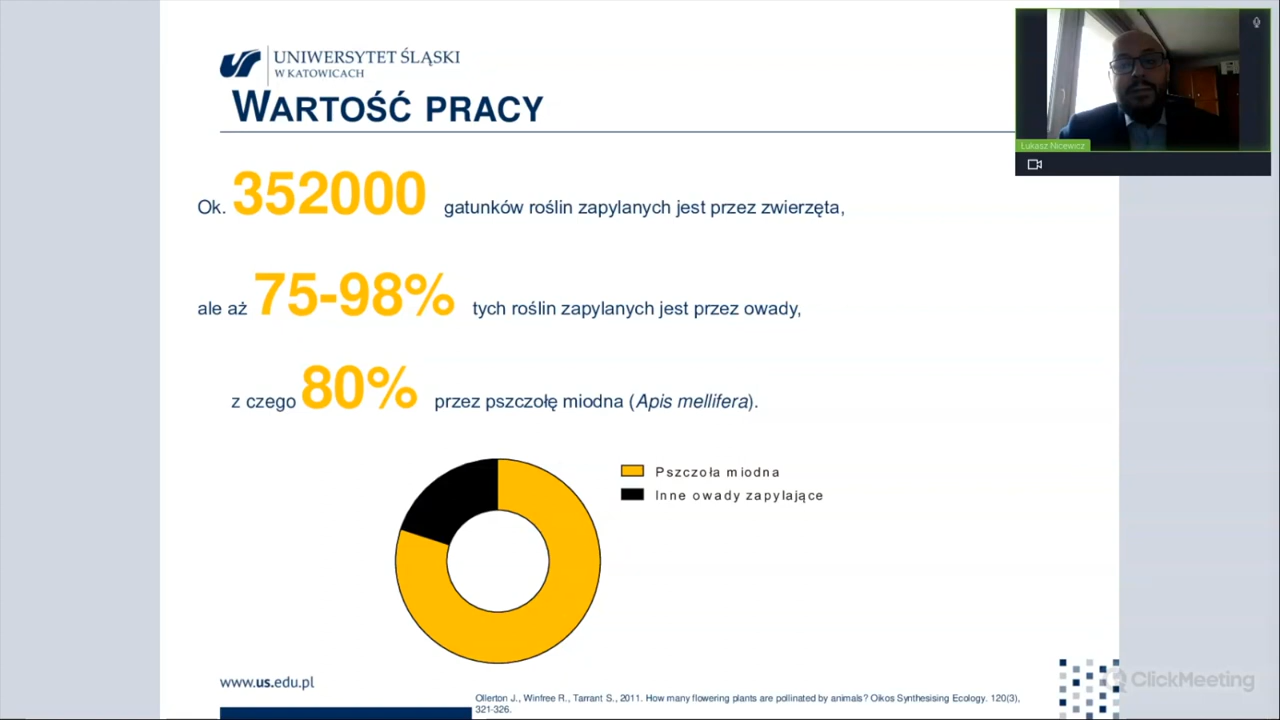 UNIWERSYTET ŚLĄSKI
W KATOWICACH
WARTOŚĆ PRACY
Łukasz Nicewicz
Ok. 352000 gatunków roślin zapylanych jest przez zwierzęta,
ale aż 75-98% tych roślin zapylanych jest przez owady,
z czego 80% przez pszczołę miodna (Apis mellifera).
Pszczoła miodna
Inne owady zapylające
www.us.edu.pl
ClickMeeting
Ollerton J., Winfree R., Tarrant S., 2011. How many flowering plants are pollinated by animals? Oikos Synthesising Ecology. 120(3),
321-326.